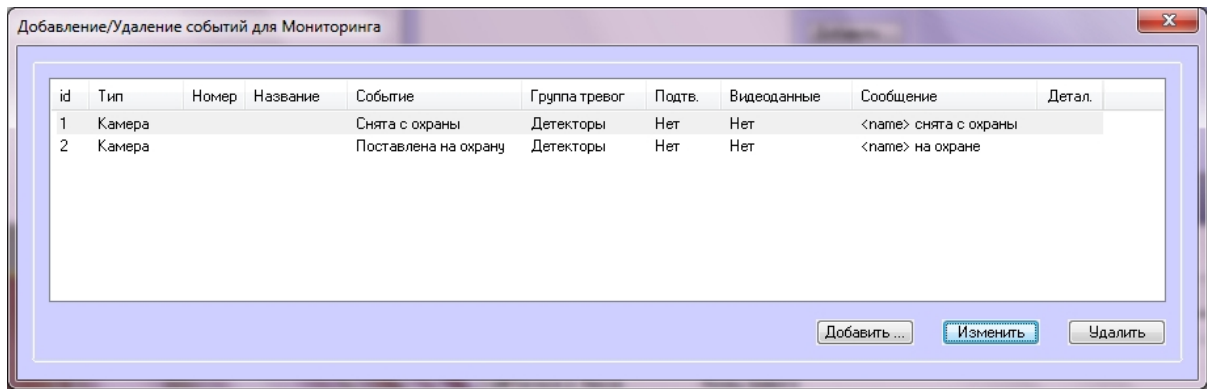 Добавление/Удаление событий для Мониторинга
id Тип Номер Название Событие Группа тревог Подтв. Видеоданные Сообщение Детал.
1 Камера Снята с охраны Детекторы Нет Нет <name> снята с охраны
2 Камера Поставлена на охрану Детекторы Нет Нет <name> на охране
Добавить ... Изменить Удалить